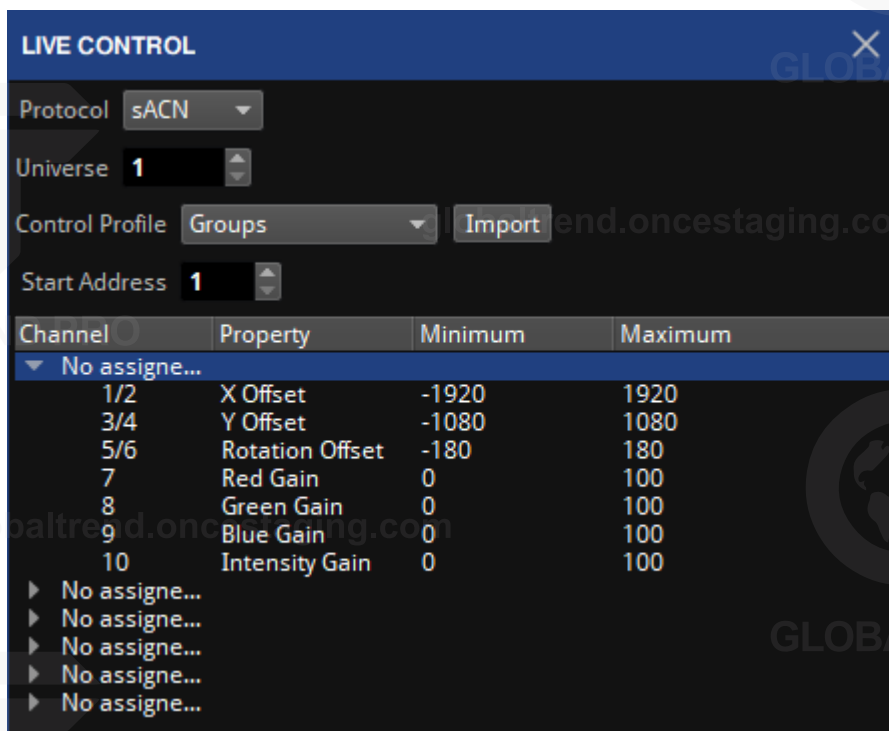 LIVE CONTROL
Protocol sACN
Universe 1
Control Profile Groups Import
Start Address 1
Channel Property Minimum Maximum
No assigne...
1/2 X Offset -1920 1920
3/4 Y Offset -1080 1080
5/6 Rotation Offset -180 180
7 Red Gain 0 100
8 Green Gain 0 100
9 Blue Gain 0 100
10 Intensity Gain 0 100
No assigne...
No assigne...
No assigne...
No assigne...
No assigne...